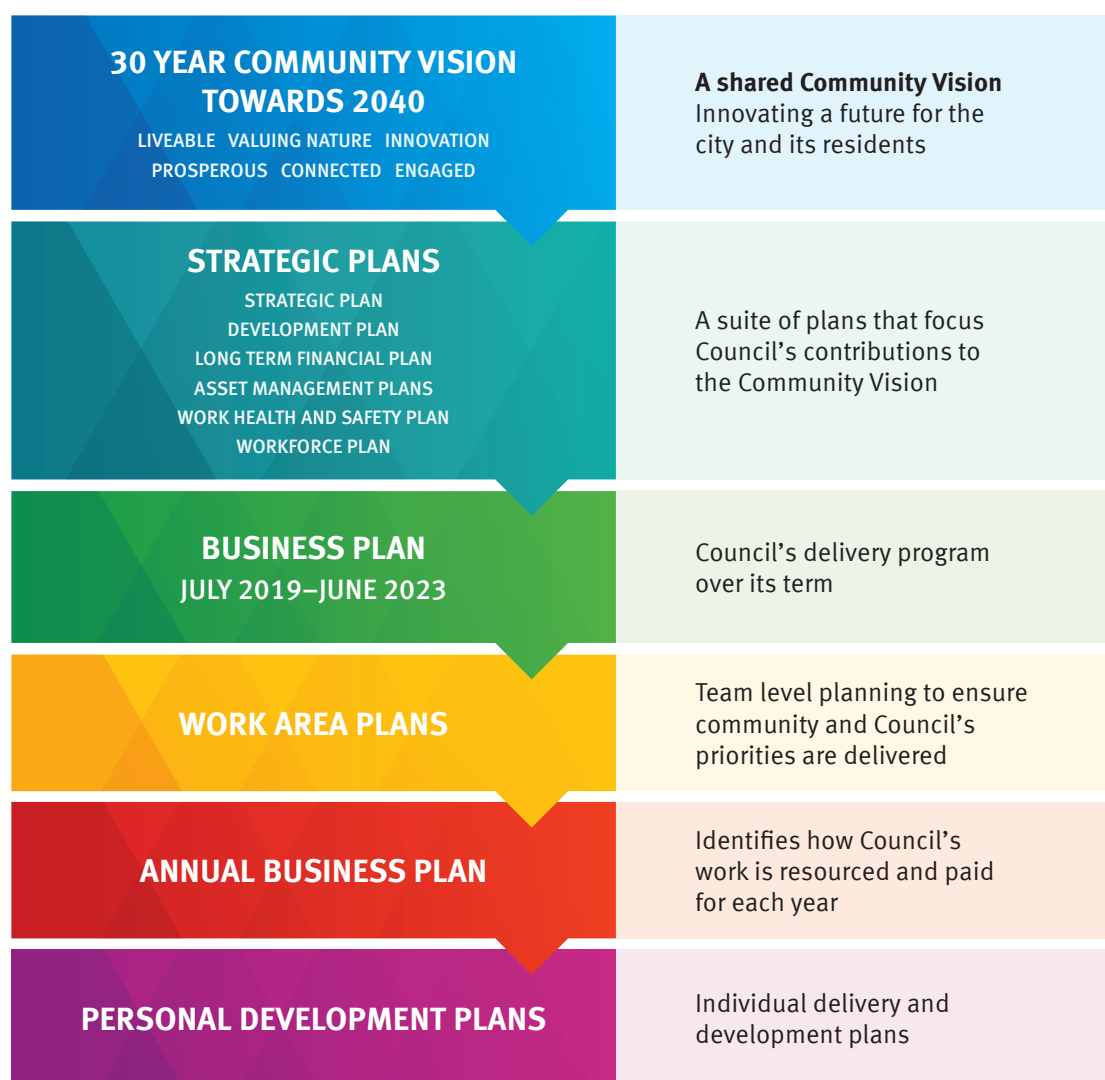 30 YEAR COMMUNITY VISION
TOWARDS 2040
LIVEABLE VALUING NATURE INNOVATION
PROSPEROUS CONNECTED ENGAGED
A shared Community Vision
Innovating a future for the
city and its residents
STRATEGIC PLANS
STRATEGIC PLAN
DEVELOPMENT PLAN
LONG TERM FINANCIAL PLAN
ASSET MANAGEMENT PLANS
WORK HEALTH AND SAFETY PLAN
WORKFORCE PLAN
A suite of plans that focus
Council's contributions to
the Community Vision
BUSINESS PLAN
JULY 2019–JUNE 2023
Council's delivery program
over its term
WORK AREA PLANS
Team level planning to ensure
community and Council's
priorities are delivered
ANNUAL BUSINESS PLAN
Identifies how Council's
work is resourced and paid
for each year
PERSONAL DEVELOPMENT PLANS
Individual delivery and
development plans